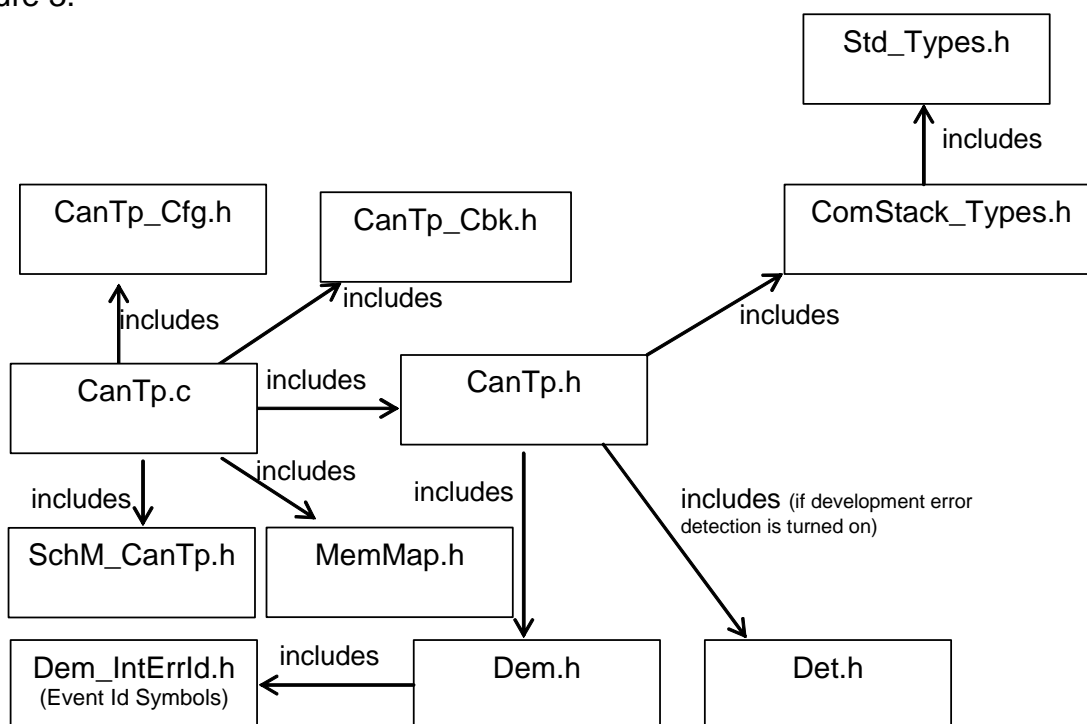 ure 3.
Std_Types.h
includes
CanTp_Cfg.h
CanTp_Cbk.h
ComStack_Types.h
includes
includes
includes
CanTp.c
includes
CanTp.h
includes
includes
includes
includes (if development error
detection is turned on)
SchM_CanTp.h
MemMap.h
Dem_IntErrId.h
(Event Id Symbols)
includes
Dem.h
Det.h